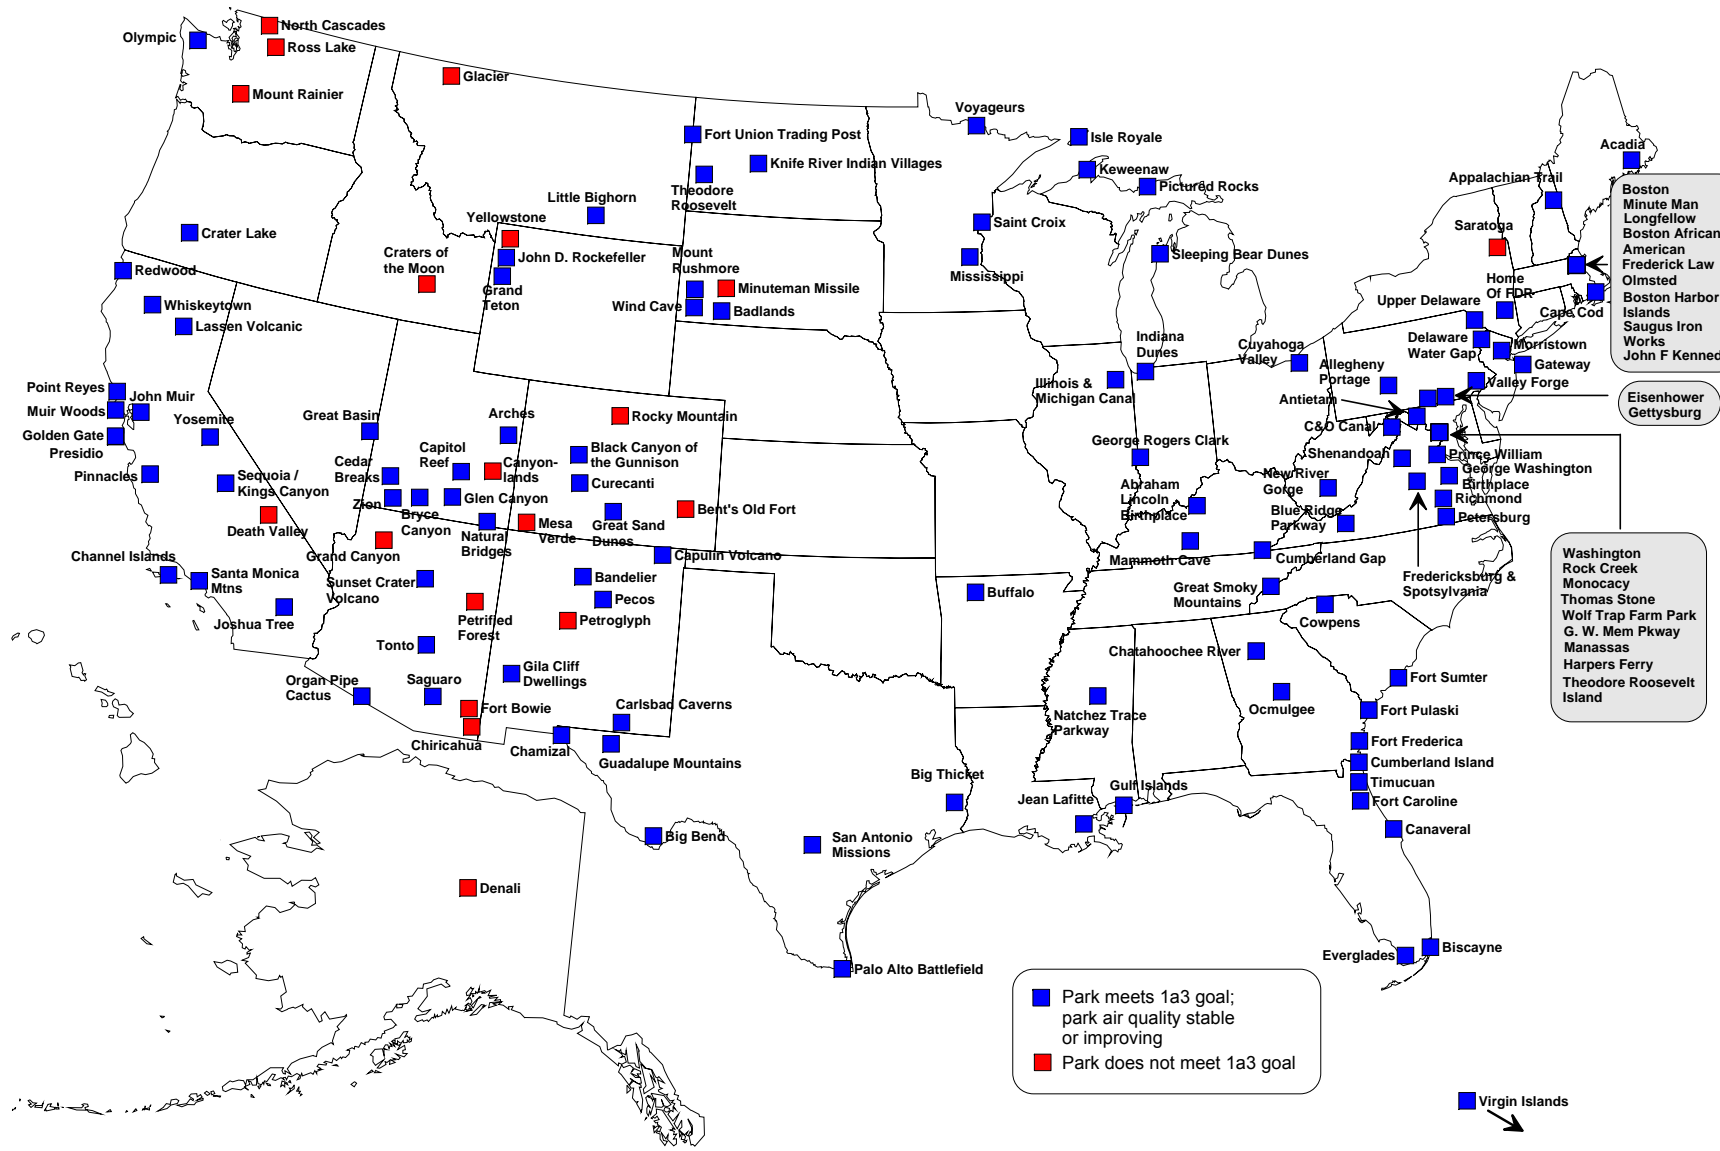 North Cascades
Olympic
Ross Lake
Mount Rainier
Glacier
Voyageurs
Fort Union Trading Post
Isle Royale
Acadia
Knife River Indian Villages
Keweenaw
Appalachian Trail
Theodore
Roosevelt
Pictured Rocks
Little Bighorn
Yellowstone
Saint Croix
Saratoga
Crater Lake
Craters of
the Moon
John D. Rockefeller
Mount
Rushmore
Mississippi
Sleeping Bear Dunes
Redwood
Grand
Teton
Minuteman Missile
Home
Of FDR
Upper Delaware
Cape Cod
Whiskeytown
Wind Cave
Badlands
Lassen Volcanic
Indiana
Dunes
Cuyahoga
Valley
Delaware
Water Gap
Morristown
Allegheny
Portage
Gateway
Valley Forge
Boston
Minute Man
Longfellow
Boston African
American
Frederick Law
Olmsted
Boston Harbor
Islands
Saugus Iron
Works
John F Kenned
Point Reyes
John Muir
Illinois &
Michigan Canal
Antietam
Eisenhower
Gettysburg
Muir Woods
Yosemite
Great Basin
Arches
Rocky Mountain
C&O Canal
Golden Gate
Presidio
Capitol
Reef
Black Canyon of
the Gunnison
George Rogers Clark
Shenandoah
Prince William
Pinnacles
Sequoia /
Kings Canyon
Cedar
Breaks
Canyon-
lands
Curecanti
Abraham
Lincoln
Birthplace
New River
Gorge
George Washington
Birthplace
Zion
Bryce
Canyon
Glen Canyon
Richmond
Death Valley
Natural
Bridges
Mesa
Verde
Great Sand
Dunes
Bent's Old Fort
Blue Ridge
Parkway
Petersburg
Grand Canyon
Channel Islands
Capulin Volcano
Mammoth Cave
Cumberland Gap
Santa Monica
Mtns
Sunset Crater
Volcano
Bandelier
Buffalo
Great Smoky
Mountains
Fredericksburg &
Spotsylvania
Washington
Rock Creek
Monocacy
Thomas Stone
Wolf Trap Farm Park
G. W. Mem Pkway
Manassas
Harpers Ferry
Theodore Roosevelt
Island
Joshua Tree
Petrified
Forest
Pecos
Petroglyph
Cowpens
Tonto
Chatahoochee River
Organ Pipe
Cactus
Saguaro
Gila Cliff
Dwellings
Fort Sumter
Fort Bowie
Carlsbad Caverns
Natchez Trace
Parkway
Ocmulgee
Fort Pulaski
Chiricahua
Chamizal
Guadalupe Mountains
Fort Frederica
Cumberland Island
Big Thicket
Jean Lafitte
Gulf Islands
Timucuan
Fort Caroline
Big Bend
San Antonio
Missions
Canaveral
Denali
Everglades
Biscayne
Palo Alto Battlefield
Park meets 1a3 goal;
park air quality stable
or improving
Park does not meet 1a3 goal
Virgin Islands